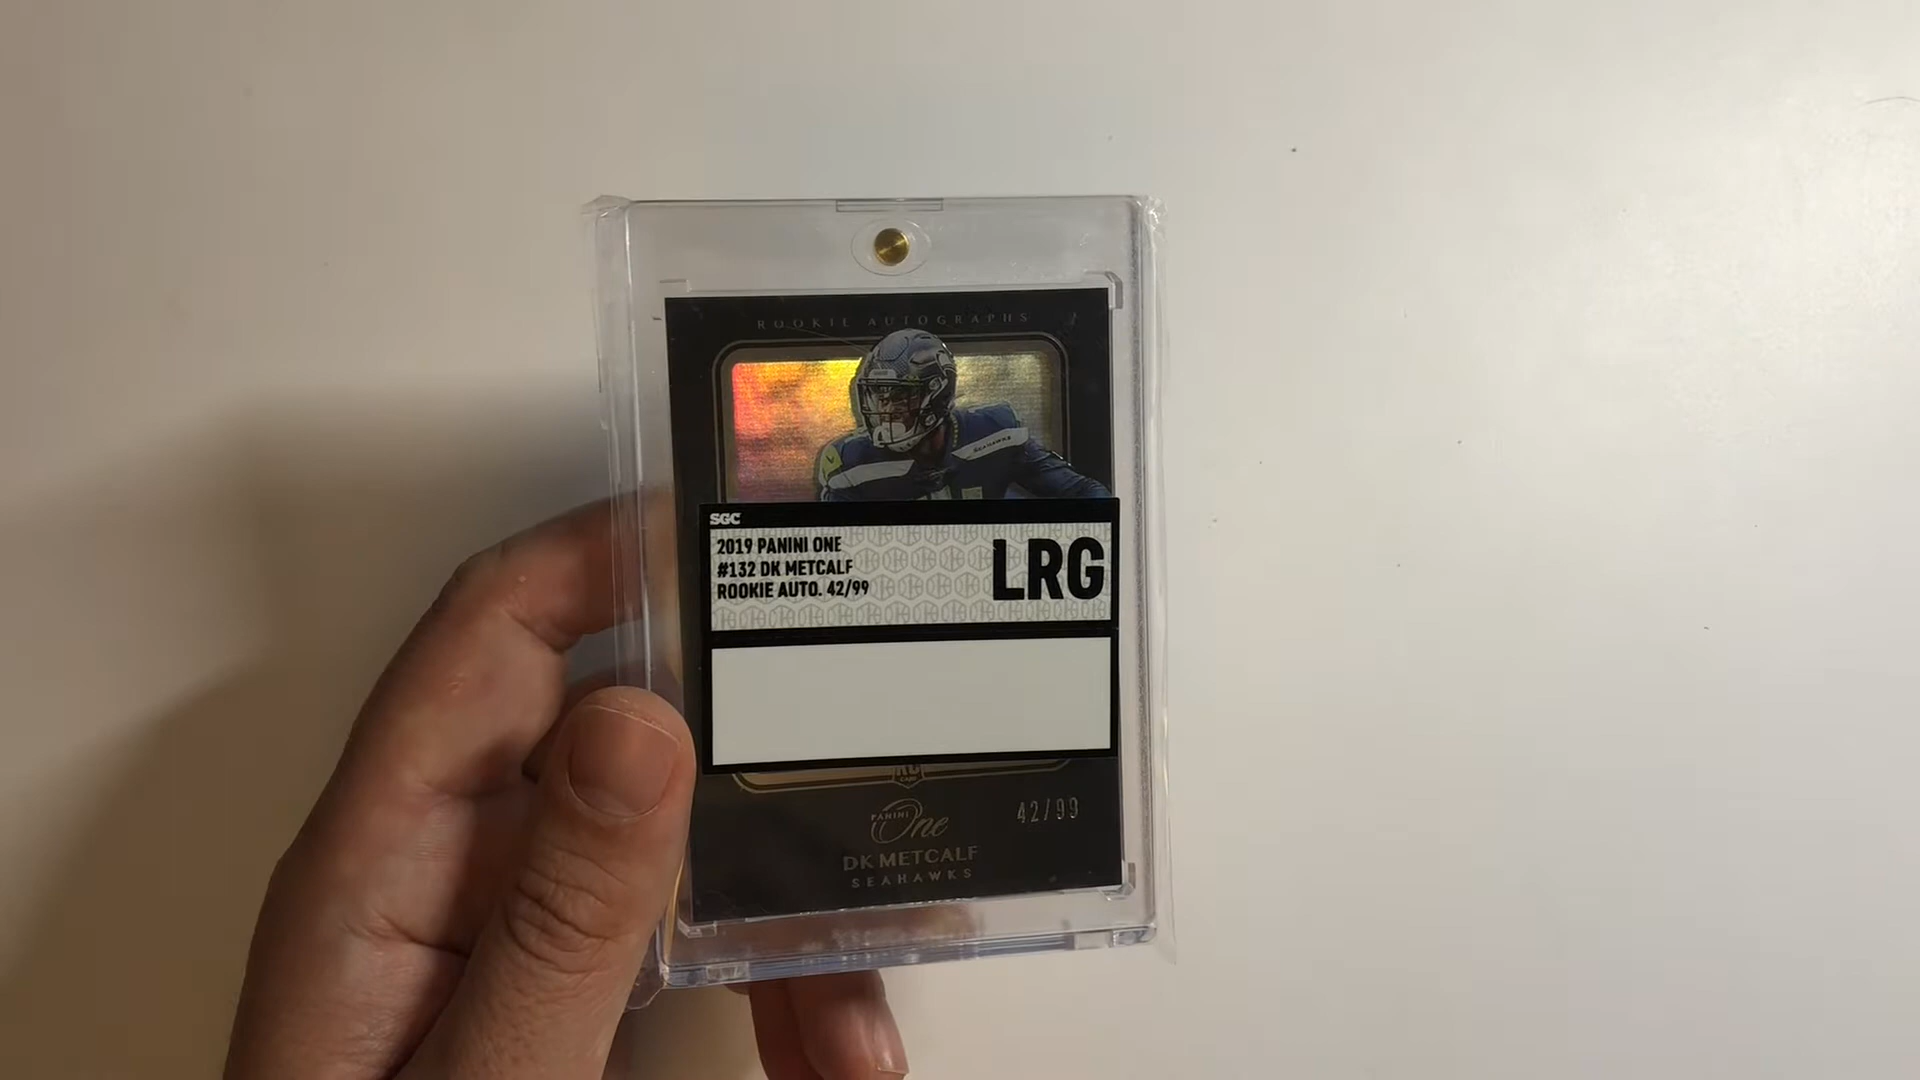 ROOKIE AUTOGRAPHS
SEAHAWKS
SGC
2019 PANINI ONE
#132 DK METCALF
ROOKIE AUTO. 42/99
LRG
PANINI One
42/99
DK METCALF
SEAHAWKS